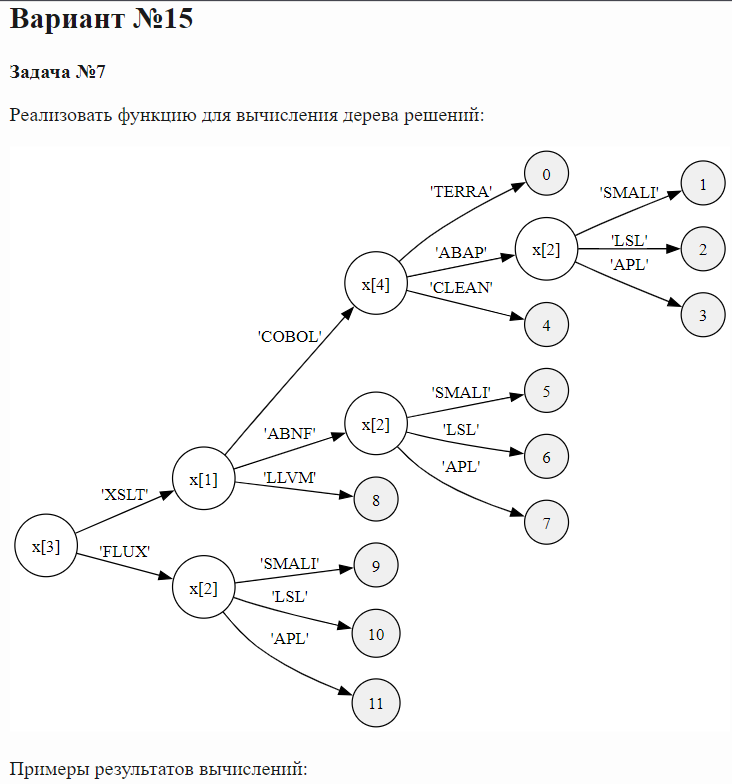 Вариант №15
Задача №7
Реализовать функцию для вычисления дерева решений:
'TERRA'
0
'SMALI'
1
x[4]
'ABAP'
x[2]
'LSL'
2
'APL'
3
'CLEAN'
4
'COBOL'
'SMALI'
5
'ABNF'
x[2]
'LSL'
6
'APL'
7
'XSLT'
x[1]
'LLVM'
8
x[3]
'FLUX'
x[2]
'SMALI'
9
'LSL'
10
'APL'
11
Примеры результатов вычислений: